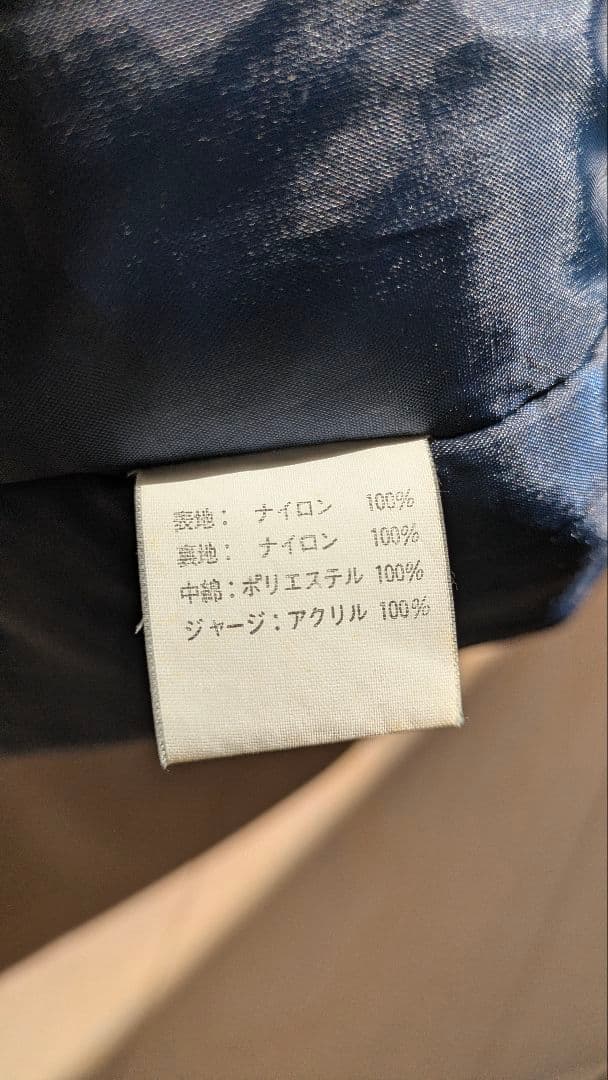 表地： ナイロン 100%
裏地： ナイロン 100%
中綿：ポリエステル 100%
ジャージ：アクリル 100%